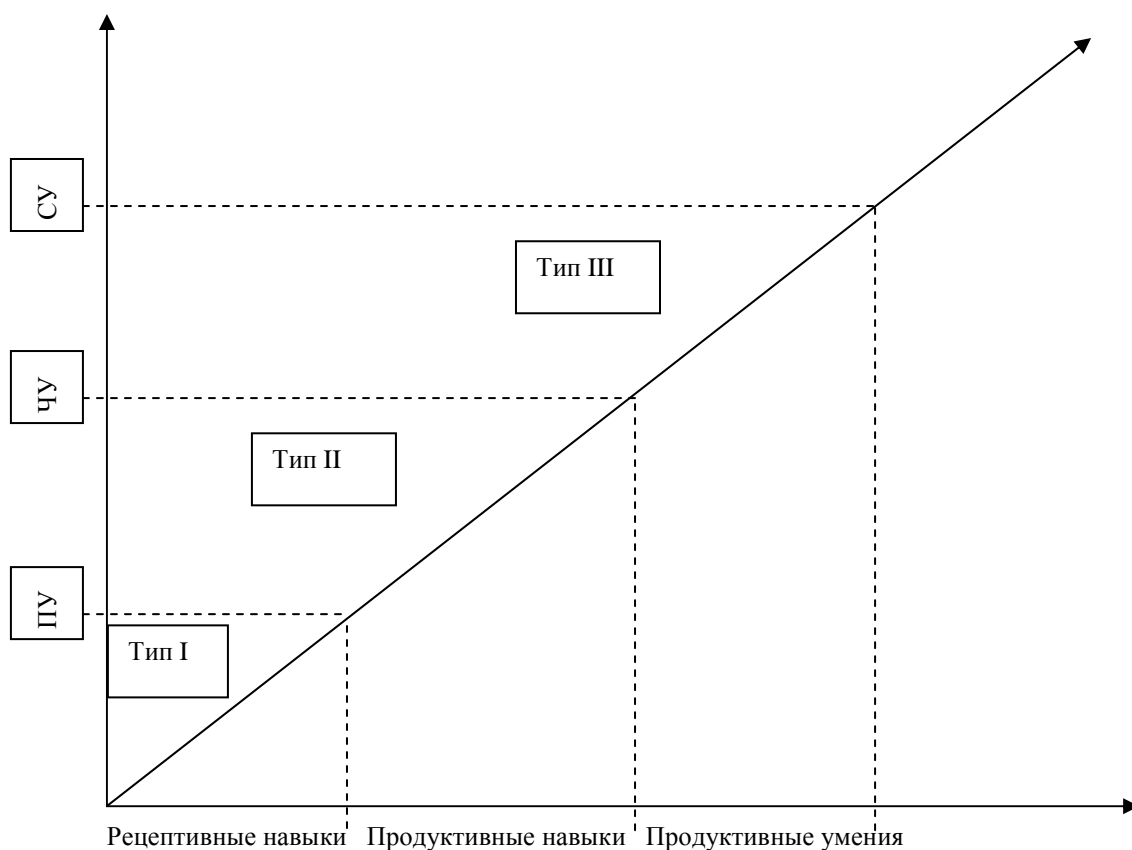 СУ
Тип III
ЧУ
Тип II
ПУ
Тип I
Рецептивные навыки Продуктивные навыки Продуктивные умения